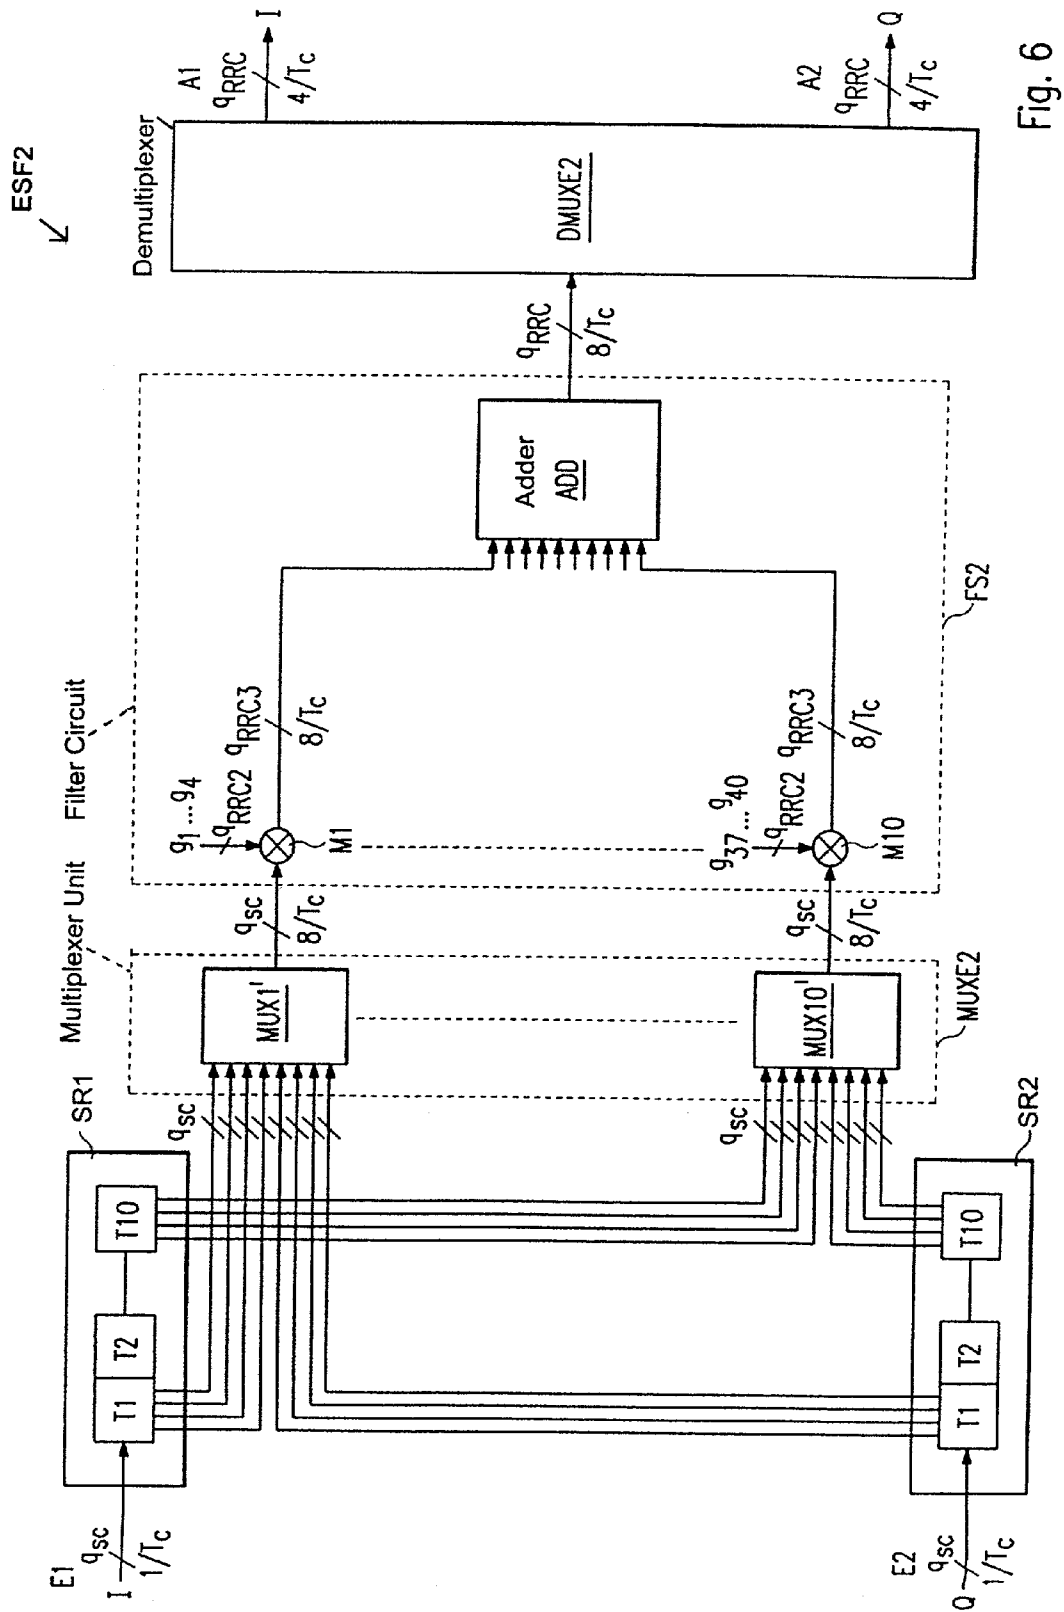 ESF2
Demultiplexer
A1
qRRC
4/Tc
I
DMUXE2
A2
qRRC
4/Tc
Q
qRRC
8/Tc
Filter Circuit
Adder
ADD
FS2
g1...g4
qRRC2
M1
qRRC3
8/Tc
g37...g40
qRRC2
M10
qRRC3
8/Tc
Multiplexer Unit
qsc
8/Tc
qsc
8/Tc
MUX1'
MUX10'
MUXE2
SR1
qsc
qsc
SR2
T1
T2
T10
T1
T2
T10
E1
qsc
I
1/Tc
E2
qsc
Q
1/Tc
Fig. 6